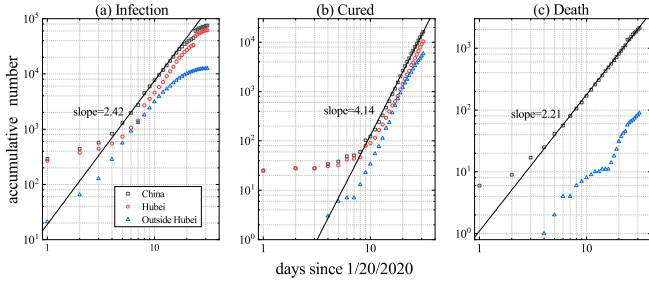 (a) Infection
(b) Cured
(c) Death
accumulative number
10^5
10^4
10^3
10^2
10^1
slope=2.42
China
Hubei
Outside Hubei
1
10
10^4
10^3
10^2
10^1
10^0
slope=4.14
1
10
10^3
10^2
10^1
10^0
slope=2.21
1
10
days since 1/20/2020